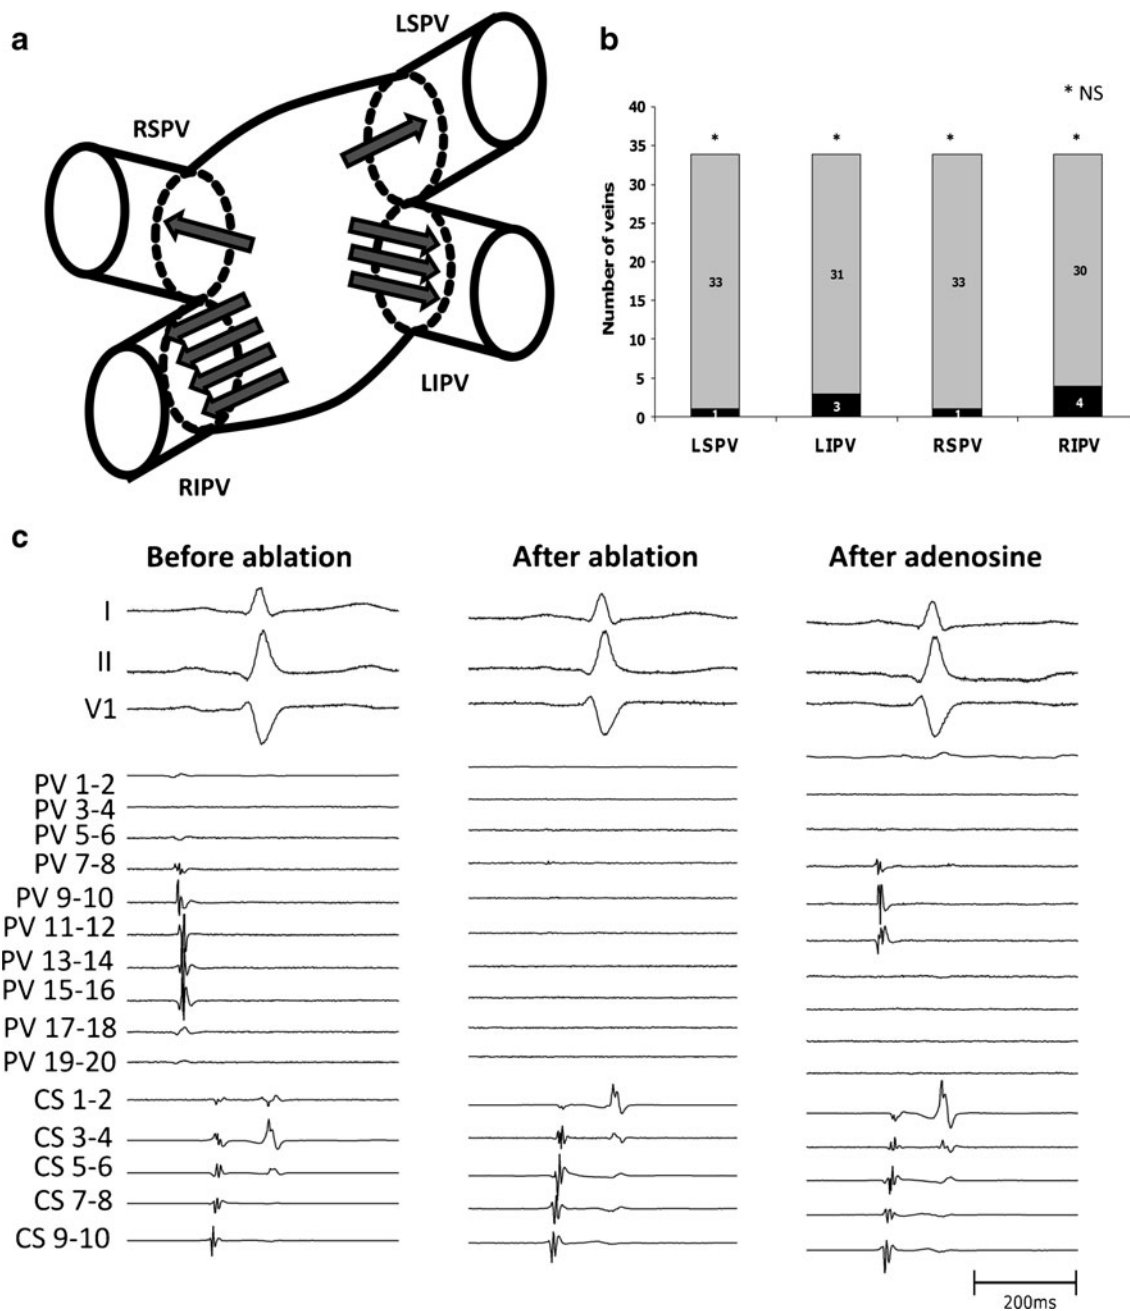 a
LSPV
RSPV
LIPV
RIPV
b
* NS
Number of veins
40
35
30
25
20
15
10
5
0
* * * *
33 31 33 30
1 3 1 4
LSPV LIPV RSPV RIPV
c
Before ablation After ablation After adenosine
I
II
V1
PV 1-2
PV 3-4
PV 5-6
PV 7-8
PV 9-10
PV 11-12
PV 13-14
PV 15-16
PV 17-18
PV 19-20
CS 1-2
CS 3-4
CS 5-6
CS 7-8
CS 9-10
200ms